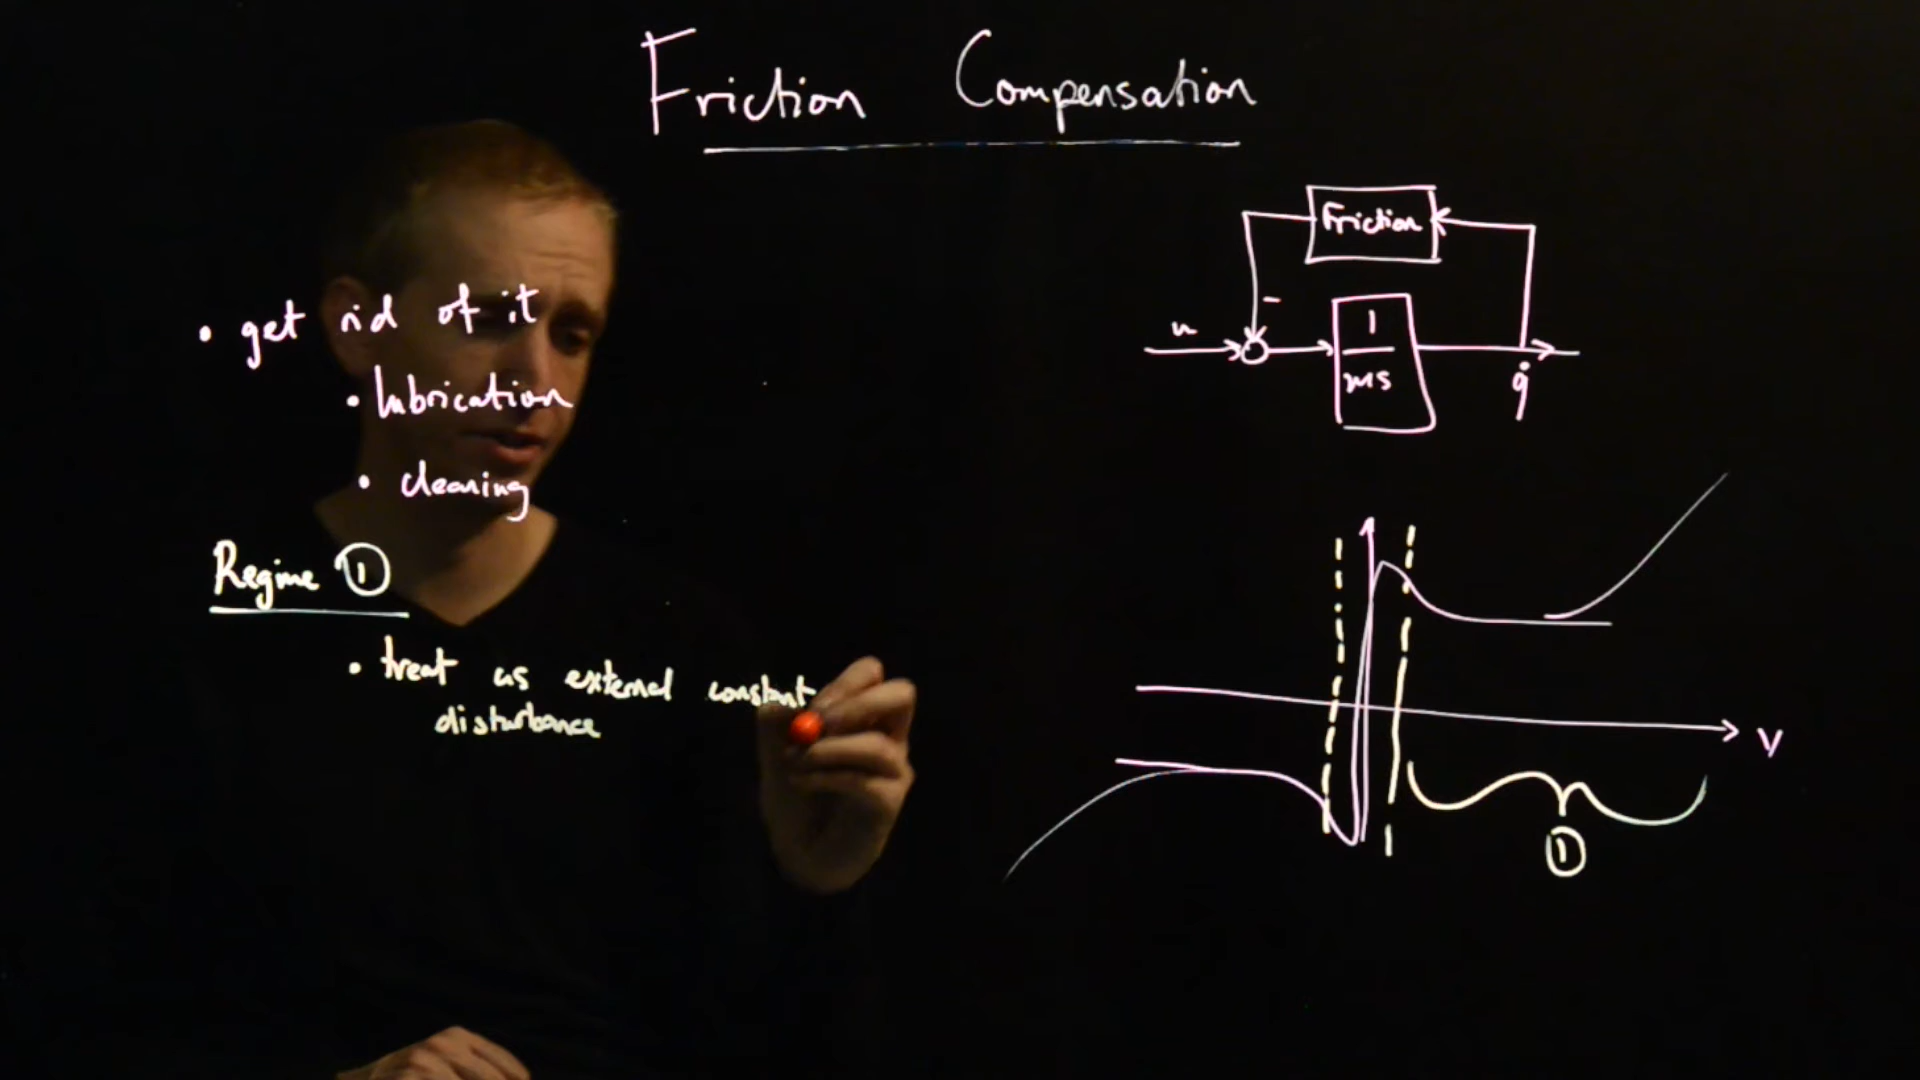 Friction Compensation
• get rid of it
• lubrication
• cleaning
Regime ①
• treat as external constant
disturbance
Friction
-
u
1
ms
q̇
V
①